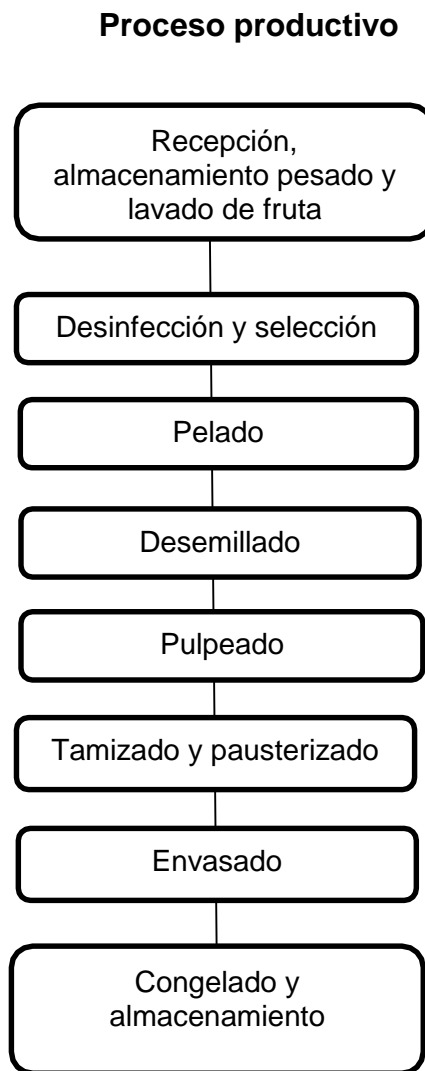 Proceso productivo
Recepción,
almacenamiento pesado y
lavado de fruta
Desinfección y selección
Pelado
Desemillado
Pulpeado
Tamizado y pausterizado
Envasado
Congelado y
almacenamiento